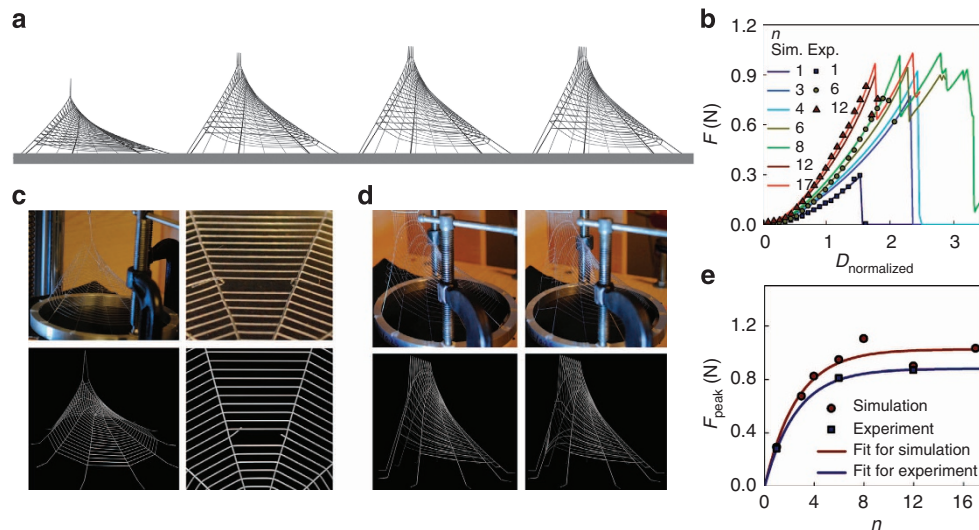 a
b
F (N)
1.2
0.9
0.6
0.3
0.0
n
Sim. Exp.
1 1
3 6
4 12
6
8
12
17
0 1 2 3
D normalized
c
d
e
F peak (N)
1.2
0.8
0.4
0.0
Simulation
Experiment
Fit for simulation
Fit for experiment
0 4 8 12 16
n